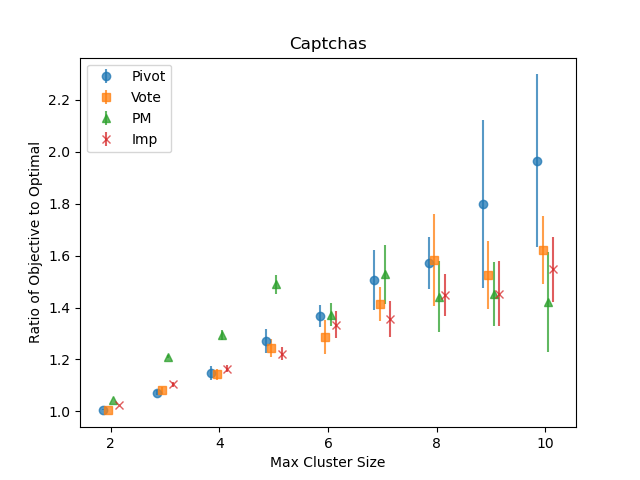 Captchas
Pivot
Vote
PM
Imp
Ratio of Objective to Optimal
2.2
2.0
1.8
1.6
1.4
1.2
1.0
2 4 6 8 10
Max Cluster Size